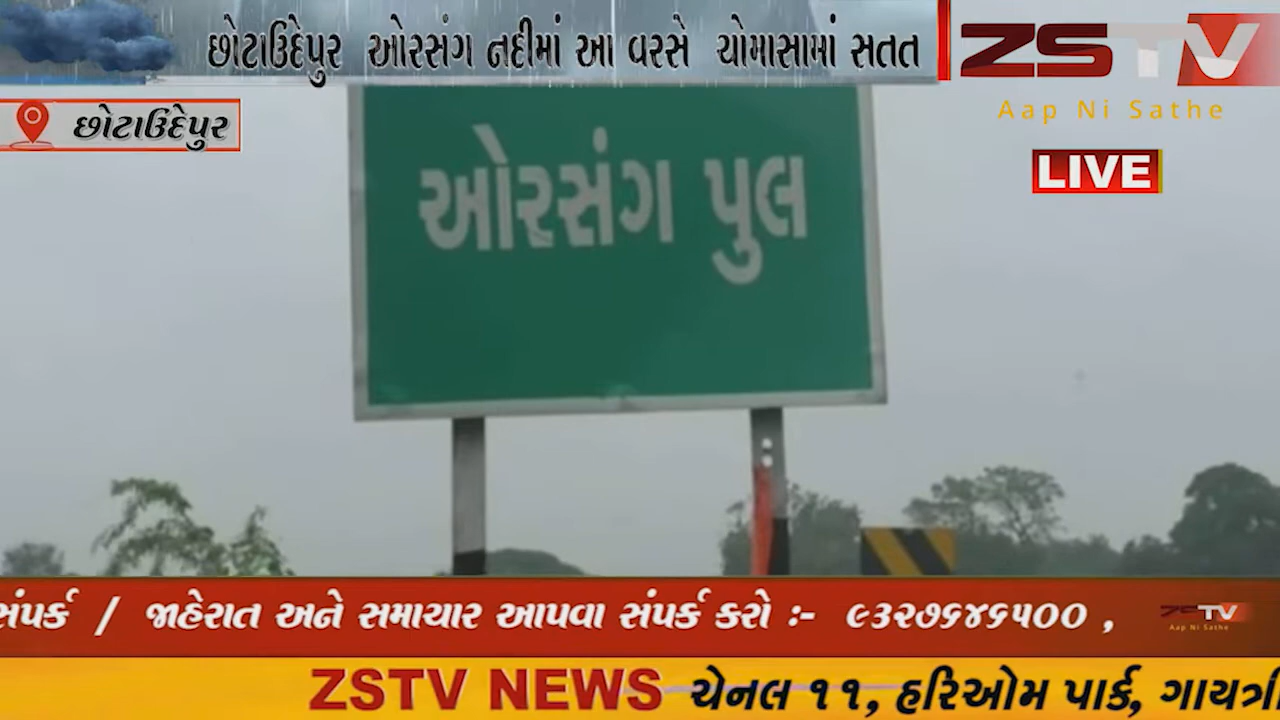 છોટાઉદેપુર ઓરસંગ નદીમાં આ વરસે ચોમાસામાં સતત
ZSTV
Aap Ni Sathe
છોટાઉદેપુર
LIVE
ઓરસંગ પુલ
સંપર્ક / જાહેરાત અને સમાચાર આપવા સંપર્ક કરો :- ૯૩૨૭૬૪૬૫૦૦ ,
ZSTV
Aap Ni Sathe
ZSTV NEWS ચેનલ ૧૧, હરિઓમ પાર્ક, ગાયત્રી